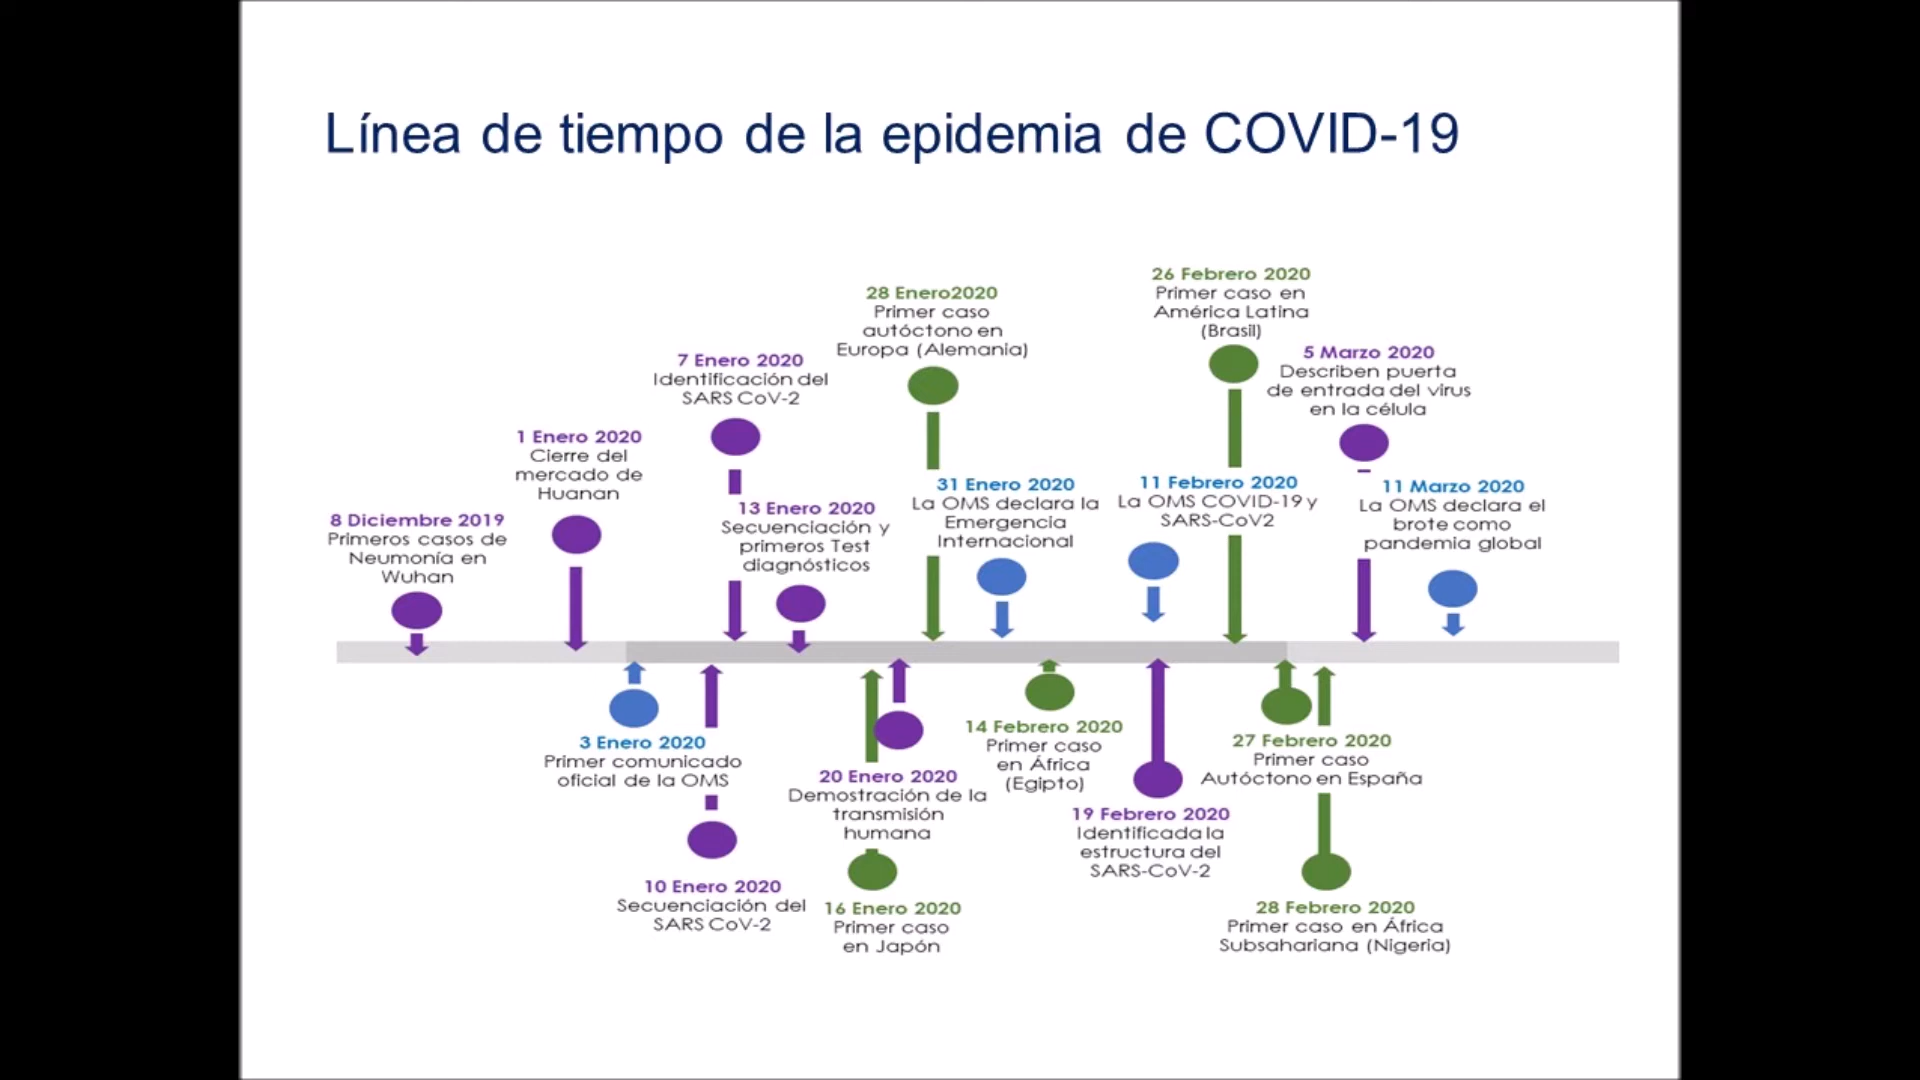 Línea de tiempo de la epidemia de COVID-19
8 Diciembre 2019
Primeros casos de
Neumonía en
Wuhan
1 Enero 2020
Cierre del
mercado de
Huanan
7 Enero 2020
Identificación del
SARS CoV-2
13 Enero 2020
Secuenciación y
primeros Test
diagnósticos
28 Enero2020
Primer caso
autóctono en
Europa (Alemania)
31 Enero 2020
La OMS declara la
Emergencia
Internacional
11 Febrero 2020
La OMS COVID-19 y
SARS-CoV2
26 Febrero 2020
Primer caso en
América Latina
(Brasil)
5 Marzo 2020
Describen puerta
de entrada del virus
en la célula
11 Marzo 2020
La OMS declara el
brote como
pandemia global
3 Enero 2020
Primer comunicado
oficial de la OMS
10 Enero 2020
Secuenciación del
SARS CoV-2
20 Enero 2020
Demostración de la
transmisión
humana
16 Enero 2020
Primer caso
en Japón
14 Febrero 2020
Primer caso
en África
(Egipto)
19 Febrero 2020
Identificada la
estructura del
SARS-CoV-2
27 Febrero 2020
Primer caso
Autóctono en España
28 Febrero 2020
Primer caso en África
Subsahariana (Nigeria)